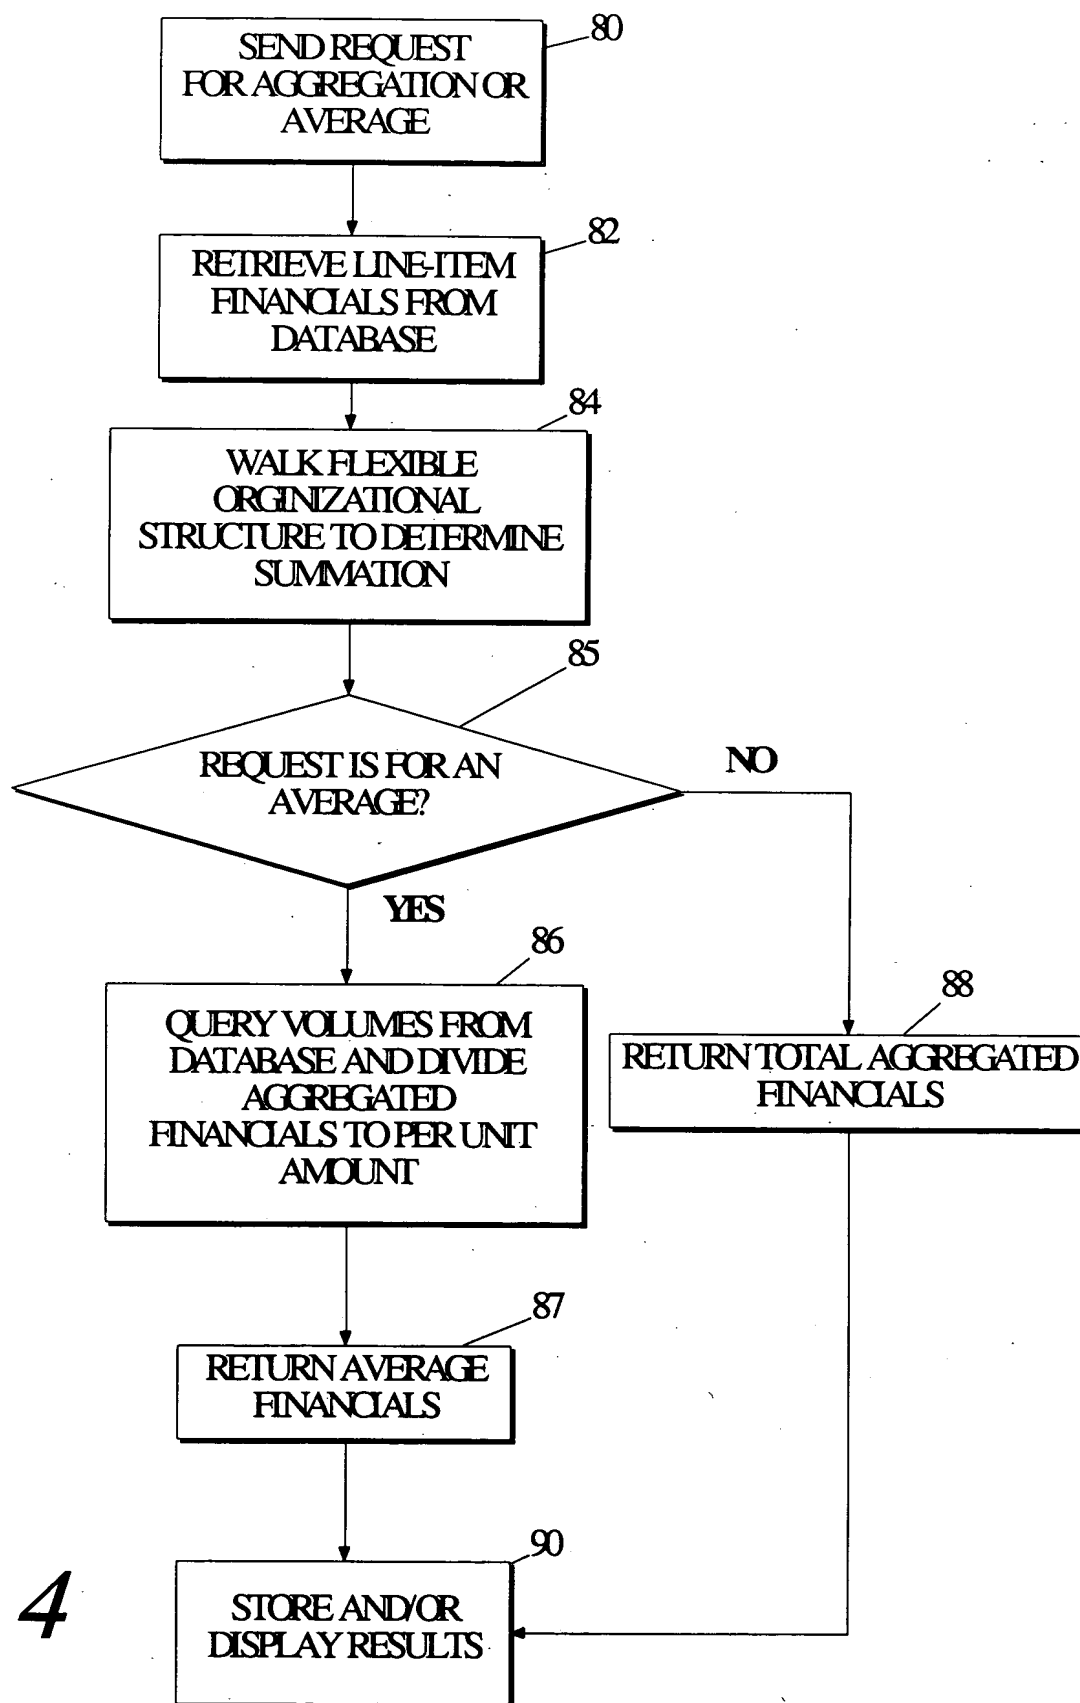 80
SEND REQUEST
FOR AGGREGATION OR
AVERAGE
82
RETRIEVE LINE-ITEM
FINANCIALS FROM
DATABASE
84
WALK FLEXIBLE
ORGINIZATIONAL
STRUCTURE TO DETERMINE
SUMMATION
85
REQUEST IS FOR AN
AVERAGE?
NO
YES
86
QUERY VOLUMES FROM
DATABASE AND DIVIDE
AGGREGATED
FINANCIALS TO PER UNIT
AMOUNT
88
RETURN TOTAL AGGREGATED
FINANCIALS
87
RETURN AVERAGE
FINANCIALS
90
STORE AND/OR
DISPLAY RESULTS
4